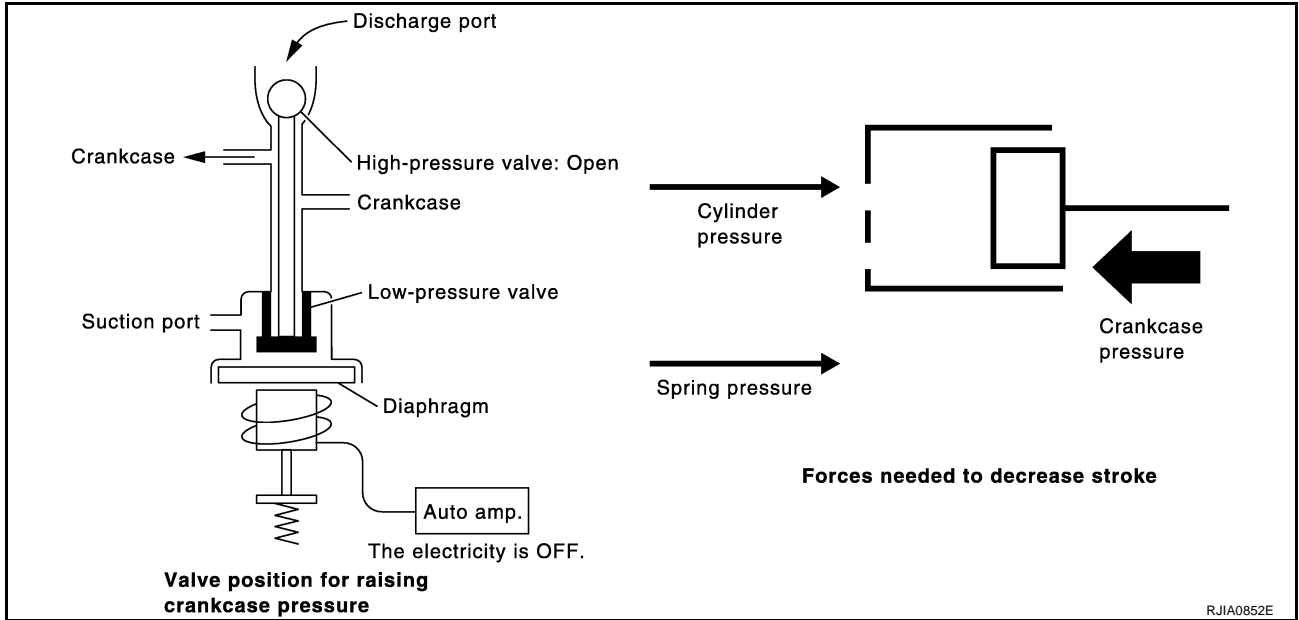 Discharge port
Crankcase
High-pressure valve: Open
Crankcase
Low-pressure valve
Suction port
Diaphragm
Auto amp.
The electricity is OFF.
Valve position for raising
crankcase pressure
Cylinder
pressure
Crankcase
pressure
Spring pressure
Forces needed to decrease stroke
RJIA0852E